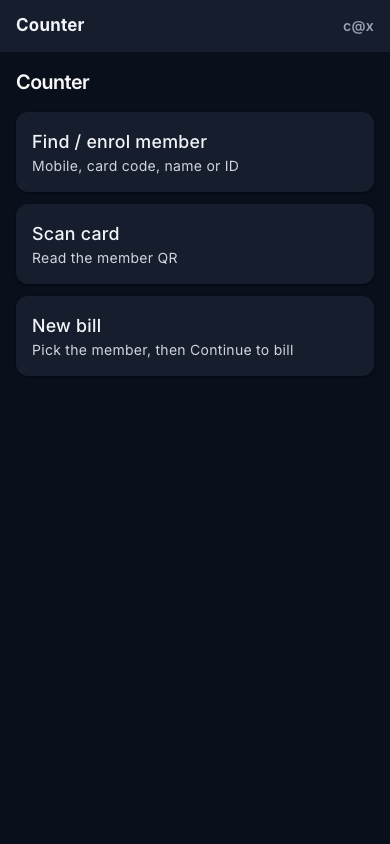 Counter
c@x
Counter
Find / enrol member
Mobile, card code, name or ID
Scan card
Read the member QR
New bill
Pick the member, then Continue to bill